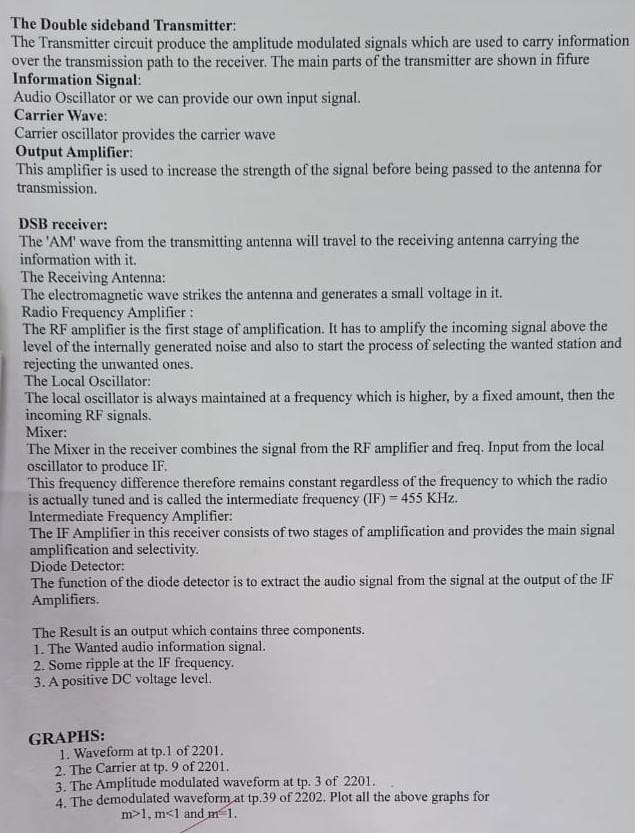 The Double sideband Transmitter:
The Transmitter circuit produce the amplitude modulated signals which are used to carry information
over the transmission path to the receiver. The main parts of the transmitter are shown in fifure
Information Signal:
Audio Oscillator or we can provide our own input signal.
Carrier Wave:
Carrier oscillator provides the carrier wave
Output Amplifier:
This amplifier is used to increase the strength of the signal before being passed to the antenna for
transmission.
DSB receiver:
The 'AM' wave from the transmitting antenna will travel to the receiving antenna carrying the
information with it.
The Receiving Antenna:
The electromagnetic wave strikes the antenna and generates a small voltage in it.
Radio Frequency Amplifier :
The RF amplifier is the first stage of amplification. It has to amplify the incoming signal above the
level of the internally generated noise and also to start the process of selecting the wanted station and
rejecting the unwanted ones.
The Local Oscillator:
The local oscillator is always maintained at a frequency which is higher, by a fixed amount, then the
incoming RF signals.
Mixer:
The Mixer in the receiver combines the signal from the RF amplifier and freq. Input from the local
oscillator to produce IF.
This frequency difference therefore remains constant regardless of the frequency to which the radio
is actually tuned and is called the intermediate frequency (IF) = 455 KHz.
Intermediate Frequency Amplifier:
The IF Amplifier in this receiver consists of two stages of amplification and provides the main signal
amplification and selectivity.
Diode Detector:
The function of the diode detector is to extract the audio signal from the signal at the output of the IF
Amplifiers.
The Result is an output which contains three components.
1. The Wanted audio information signal.
2. Some ripple at the IF frequency.
3. A positive DC voltage level.
GRAPHS:
1. Waveform at tp.1 of 2201.
2. The Carrier at tp. 9 of 2201.
3. The Amplitude modulated waveform at tp. 3 of 2201.
4. The demodulated waveform at tp.39 of 2202. Plot all the above graphs for
m>1, m<1 and m=1.